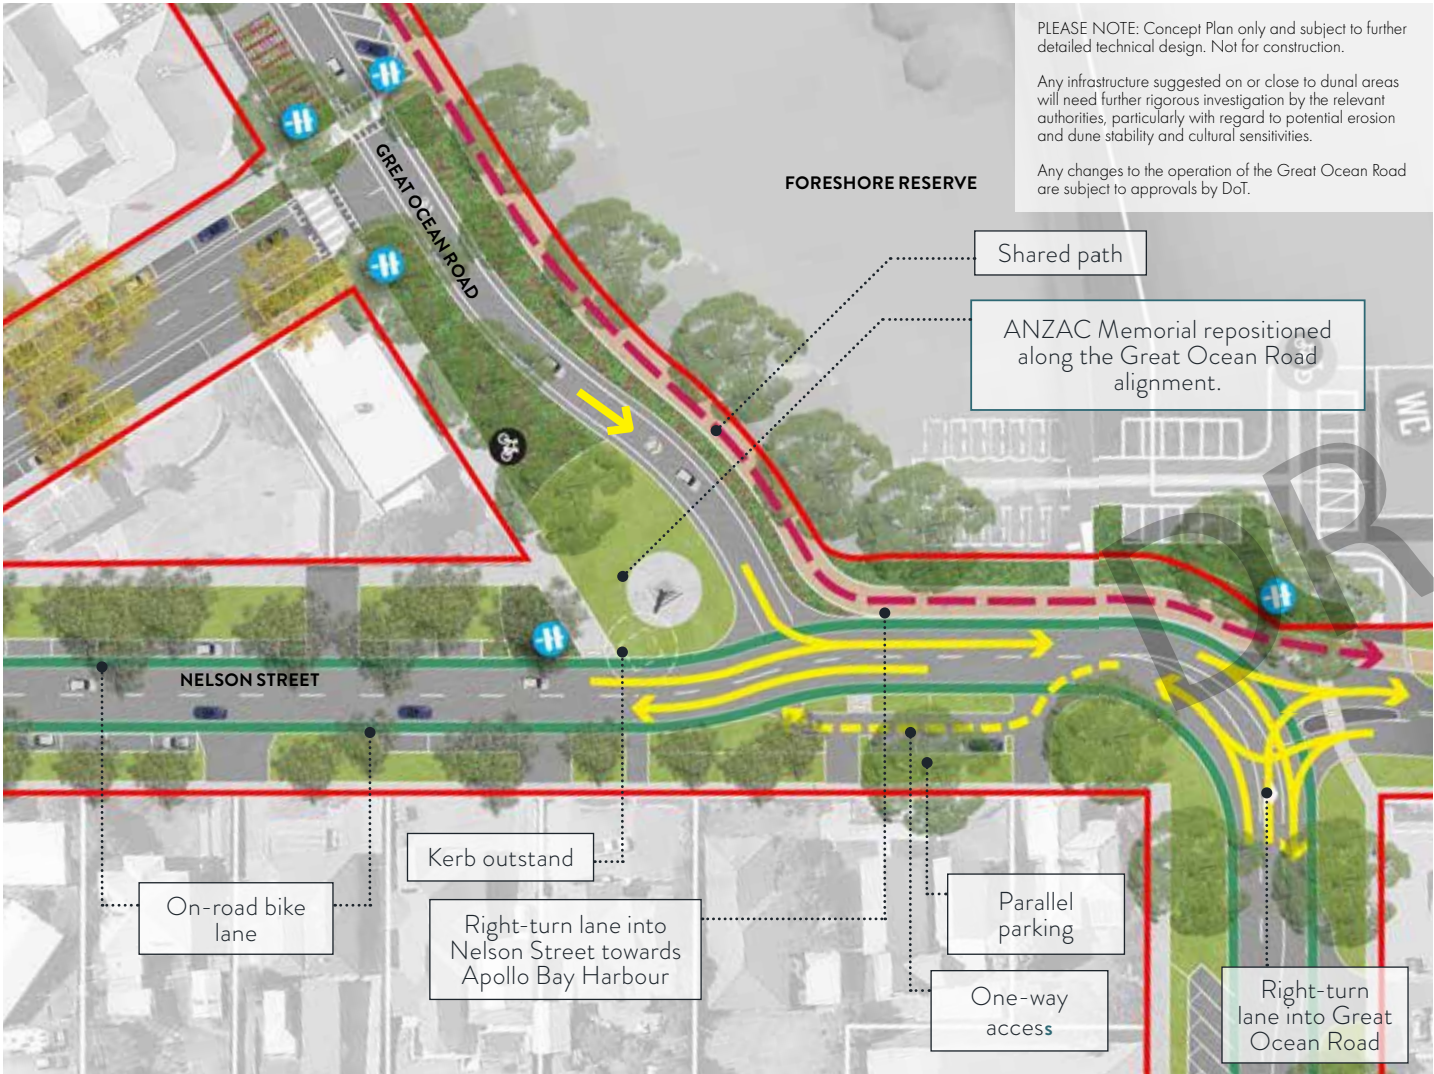 PLEASE NOTE: Concept Plan only and subject to further
detailed technical design. Not for construction.
Any infrastructure suggested on or close to dunal areas
will need further rigorous investigation by the relevant
authorities, particularly with regard to potential erosion
and dune stability and cultural sensitivities.
Any changes to the operation of the Great Ocean Road
are subject to approvals by DoT.
GREAT OCEAN ROAD
FORESHORE RESERVE
Shared path
ANZAC Memorial repositioned
along the Great Ocean Road
alignment.
WC
DR
NELSON STREET
Kerb outstand
On-road bike
lane
Right-turn lane into
Nelson Street towards
Apollo Bay Harbour
Parallel
parking
One-way
access
Right-turn
lane into Great
Ocean Road